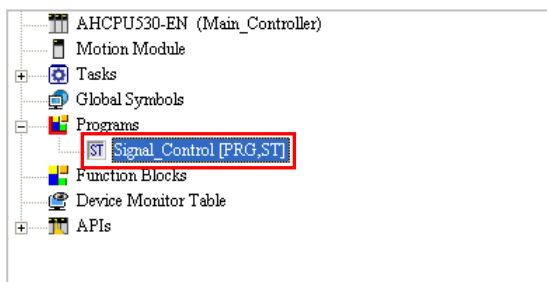 AHCPU530-EN (Main_Controller)
Motion Module
Tasks
Global Symbols
Programs
ST Signal_Control [PRG,ST]
Function Blocks
Device Monitor Table
APIs